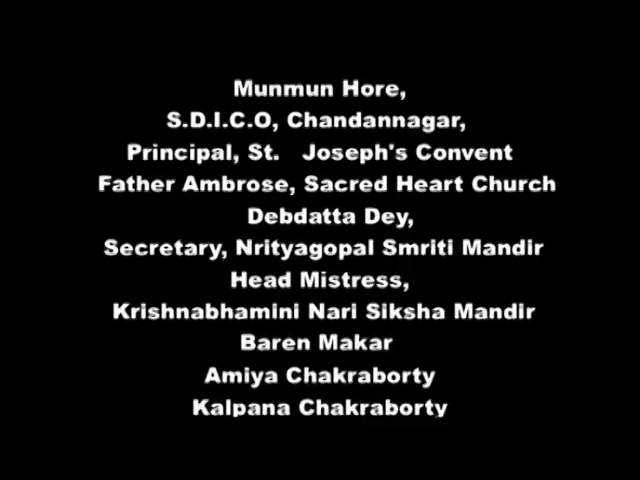 Munmun Hore,
S.D.I.C.O, Chandannagar,
Principal, St. Joseph's Convent
Father Ambrose, Sacred Heart Church
Debdatta Dey,
Secretary, Nrityagopal Smriti Mandir
Head Mistress,
Krishnabhamini Nari Siksha Mandir
Baren Makar
Amiya Chakraborty
Kalpana Chakraborty